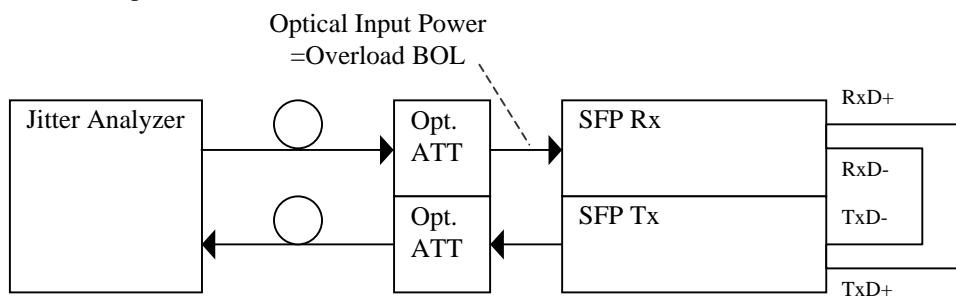 Optical Input Power
=Overload BOL
Jitter Analyzer
Opt.
ATT
SFP Rx
RxD+
RxD-
Opt.
ATT
SFP Tx
TxD-
TxD+